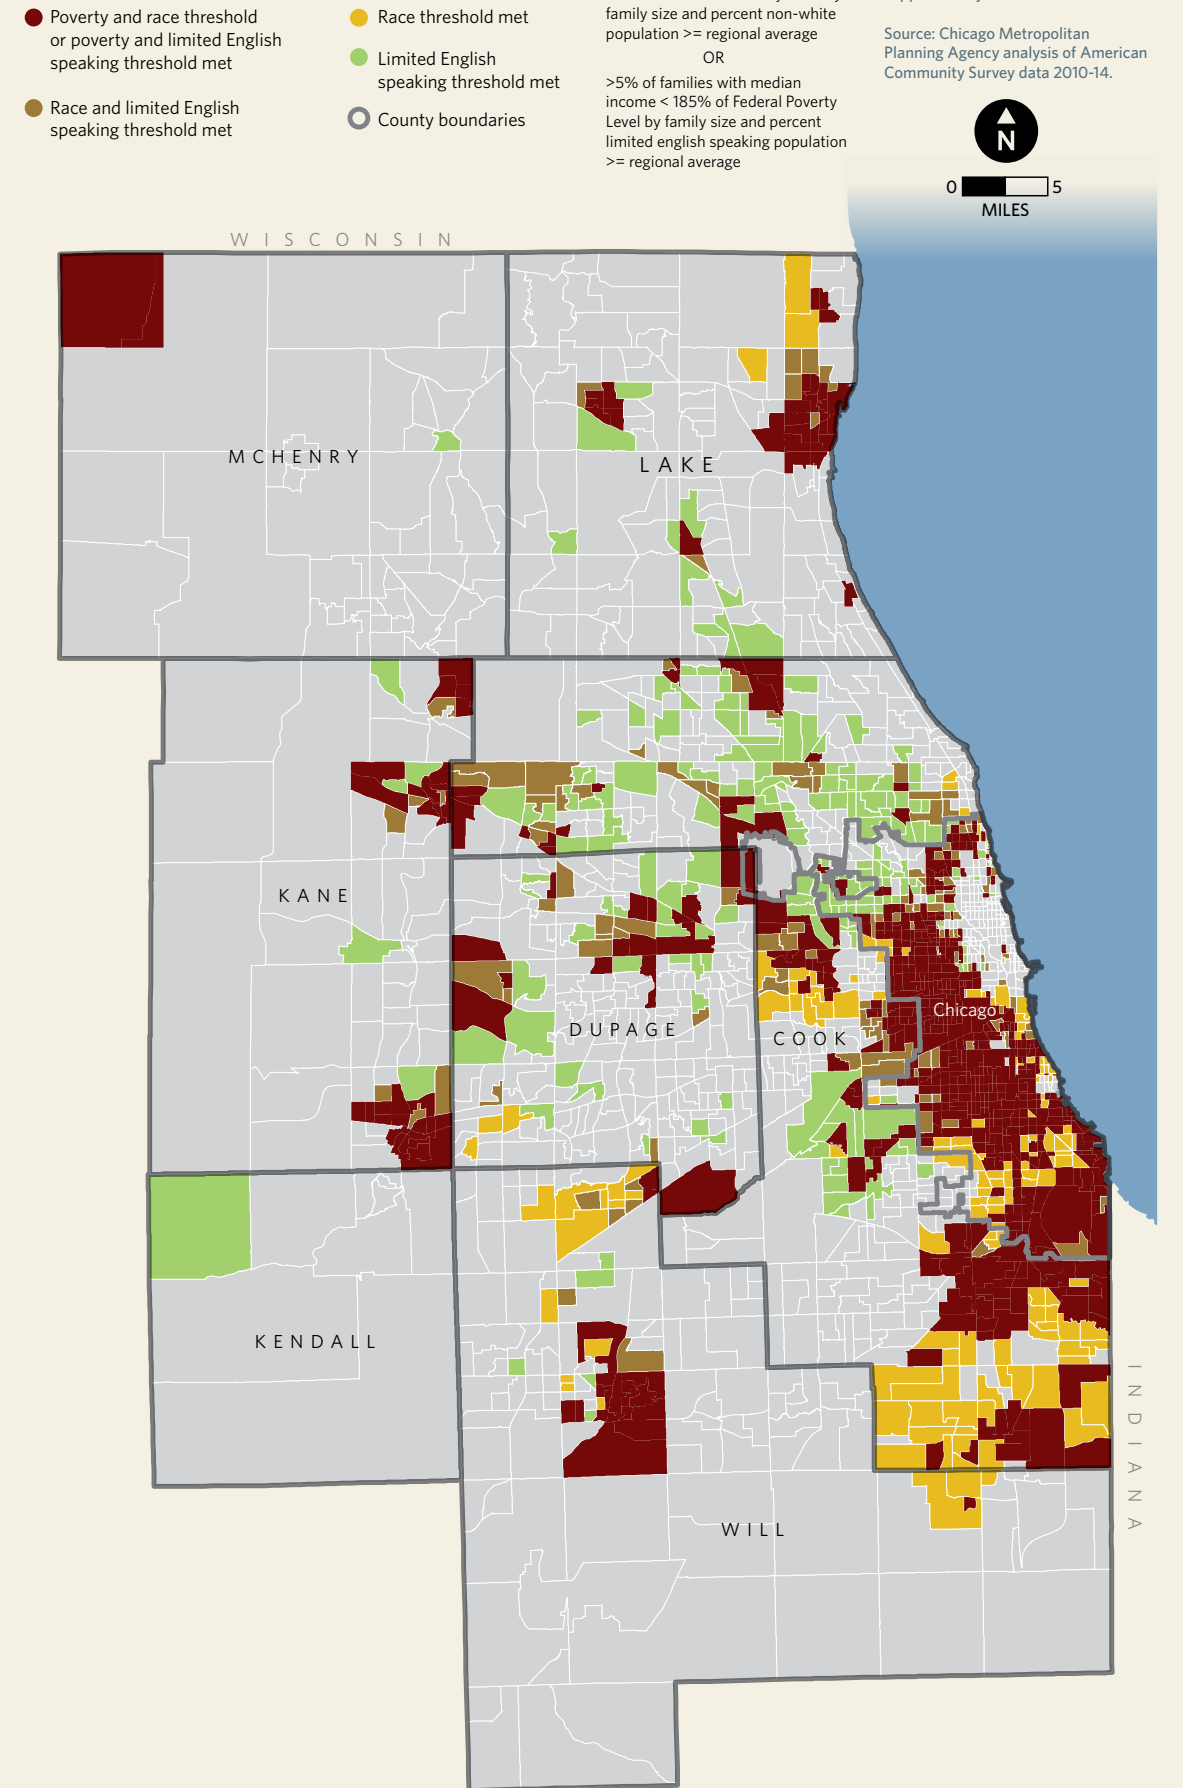 Poverty and race threshold
or poverty and limited English
speaking threshold met
Race and limited English
speaking threshold met
Race threshold met
Limited English
speaking threshold met
County boundaries
family size and percent non-white
population >= regional average
OR
>5% of families with median
income < 185% of Federal Poverty
Level by family size and percent
limited english speaking population
>= regional average
Source: Chicago Metropolitan
Planning Agency analysis of American
Community Survey data 2010-14.
N
0 5
MILES
WISCONSIN
MCHENRY
LAKE
KANE
DUPAGE
COOK
Chicago
KENDALL
INDIANA
WILL